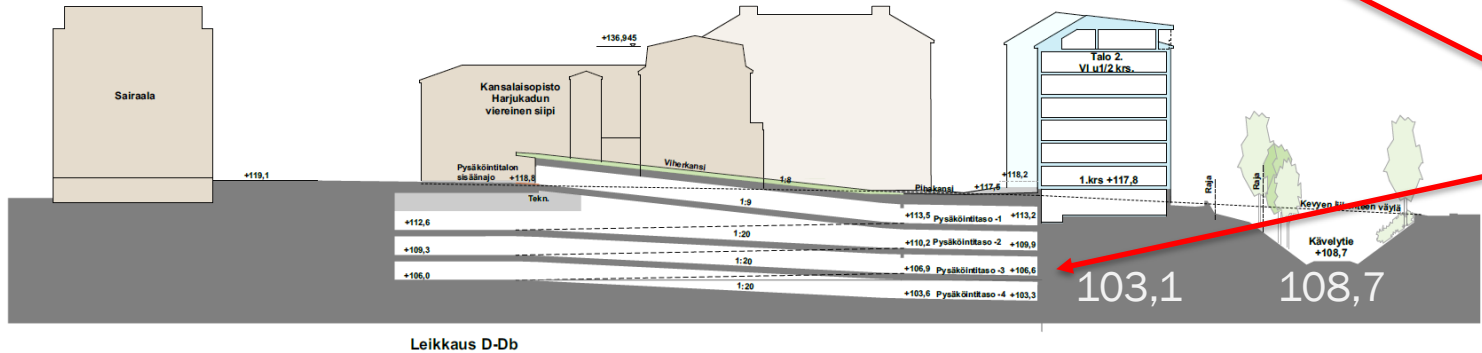 +136,945
Talo 2.
VI u1/2 krs.
Sairaala
Kansalaisopisto
Harjukadun
viereinen siipi
Viherkansi
Pysäköintitalon
sisäänajo +118,8
+119,1
1:8
+118,2
Pihakansi +117,5
1.krs +117,8
Raja
Raja
Tekn.
1:9
Kevyen liikenteen väylä
+112,6
+113,5 Pysäköintitaso -1 +113,2
1:20
+110,2 Pysäköintitaso -2 +109,9
Kävelytie
+108,7
+109,3
1:20
+106,9 Pysäköintitaso -3 +106,6
+106,0
1:20
+103,6 Pysäköintitaso -4 +103,3
103,1
108,7
Leikkaus D-Db